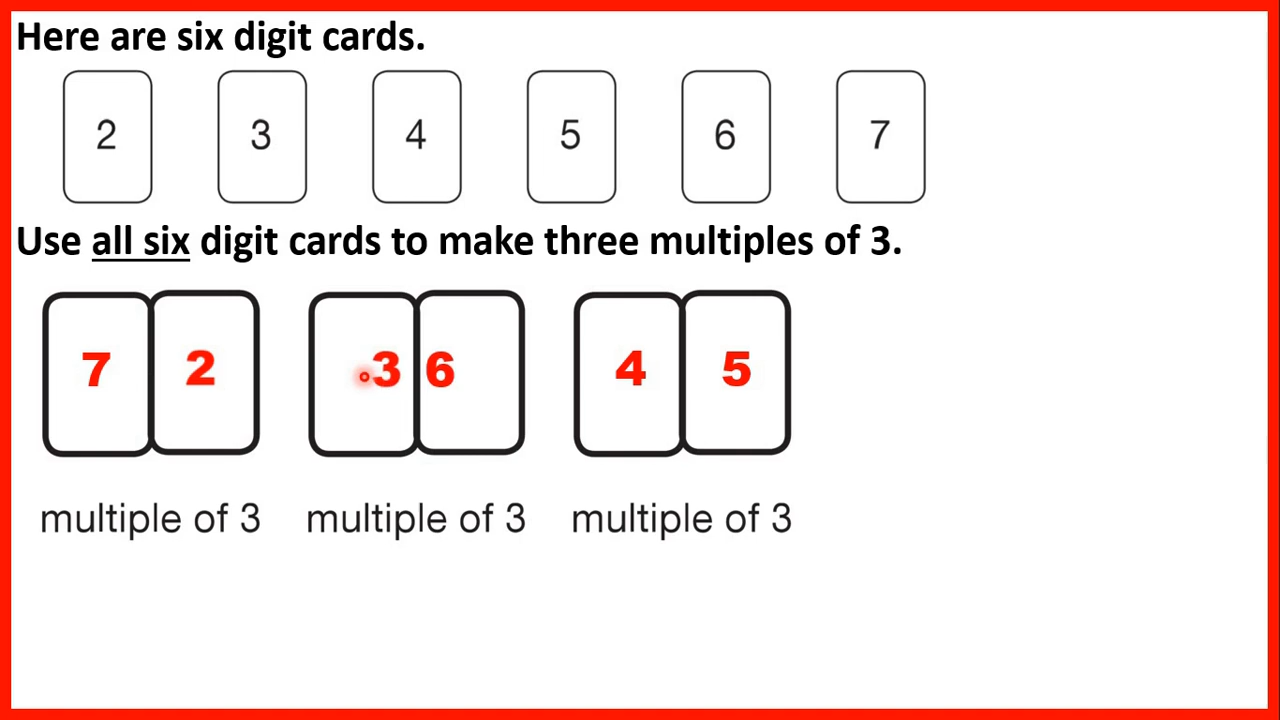 Here are six digit cards.
2 3 4 5 6 7
Use all six digit cards to make three multiples of 3.
7 2 3 6 4 5
multiple of 3 multiple of 3 multiple of 3